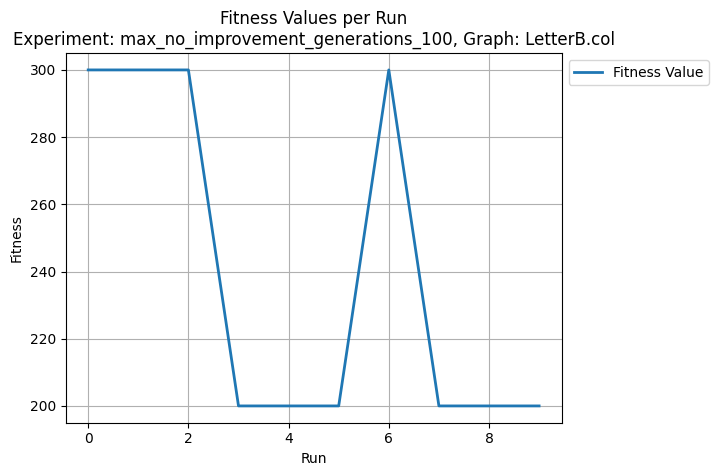 Fitness Values per Run
Experiment: max_no_improvement_generations_100, Graph: LetterB.col
Fitness Value
300
280
260
240
220
200
Fitness
0 2 4 6 8
Run